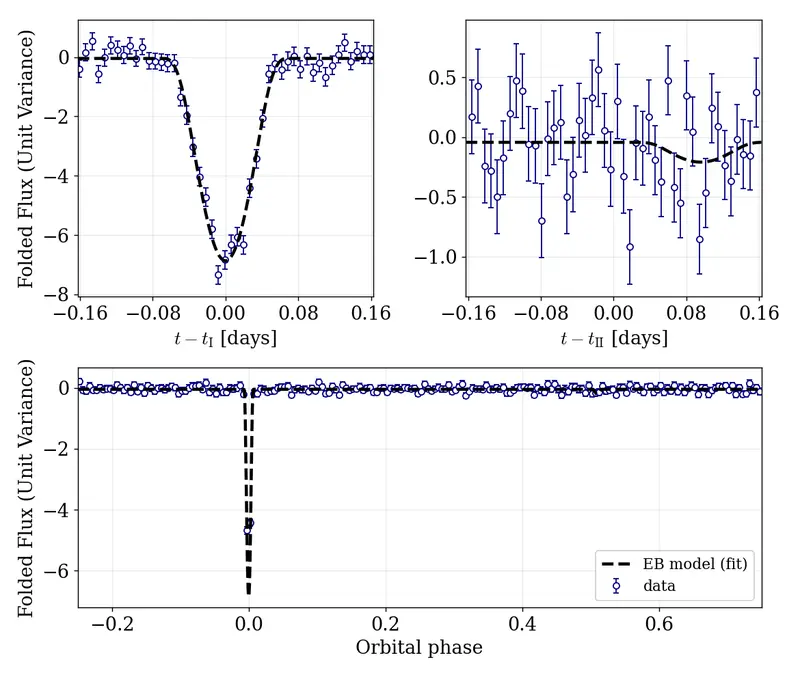 Folded Flux (Unit Variance)
0
−2
−4
−6
−8
−0.16 −0.08 0.00 0.08 0.16
t − t_I [days]
0.5
0.0
−0.5
−1.0
−0.16 −0.08 0.00 0.08 0.16
t − t_II [days]
Folded Flux (Unit Variance)
0
−2
−4
−6
EB model (fit)
data
−0.2 0.0 0.2 0.4 0.6
Orbital phase